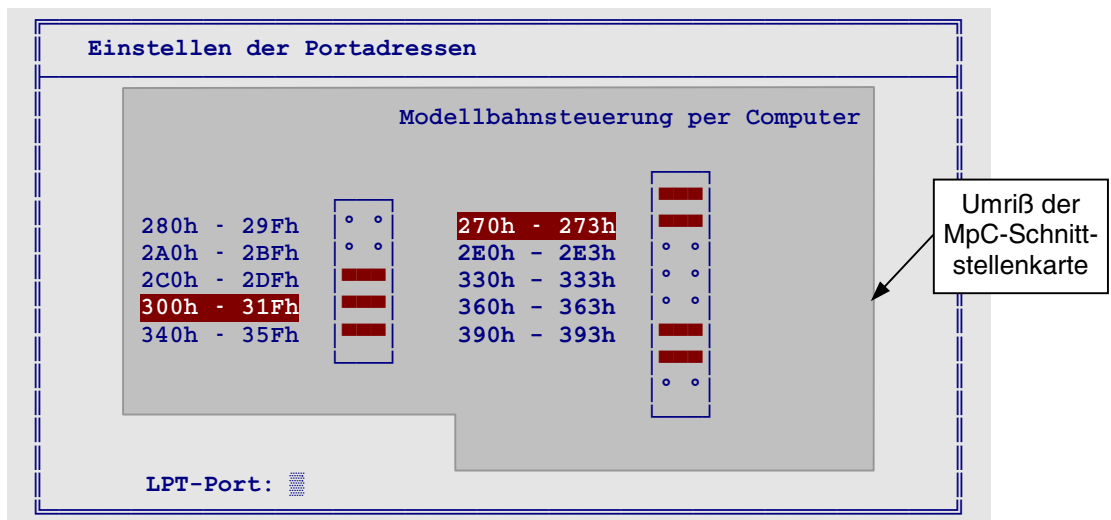 Einstellen der Portadressen
Modellbahnsteuerung per Computer
280h - 29Fh
2A0h - 2BFh
2C0h - 2DFh
300h - 31Fh
340h - 35Fh
270h - 273h
2E0h – 2E3h
330h – 333h
360h – 363h
390h – 393h
Umriß der
MpC-Schnitt-
stellenkarte
LPT-Port: